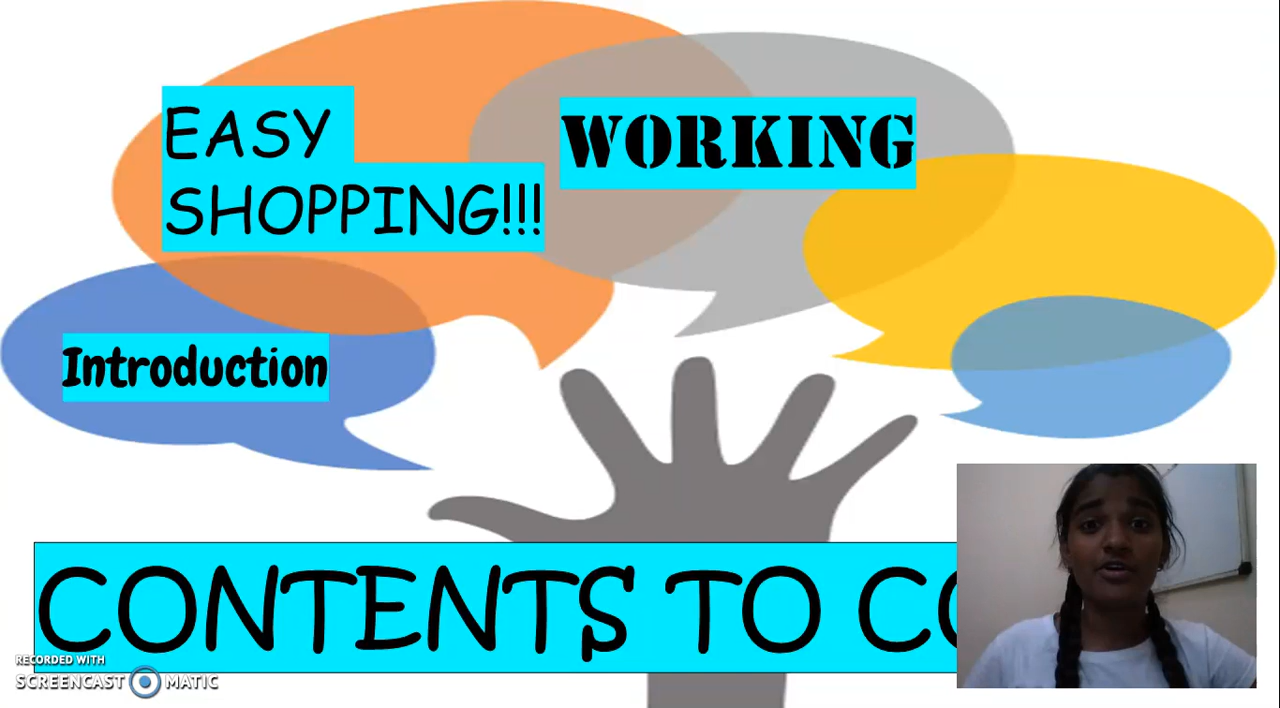 EASY
SHOPPING!!!
WORKING
Introduction
CONTENTS TO
RECORDED WITH
SCREENCAST MATIC